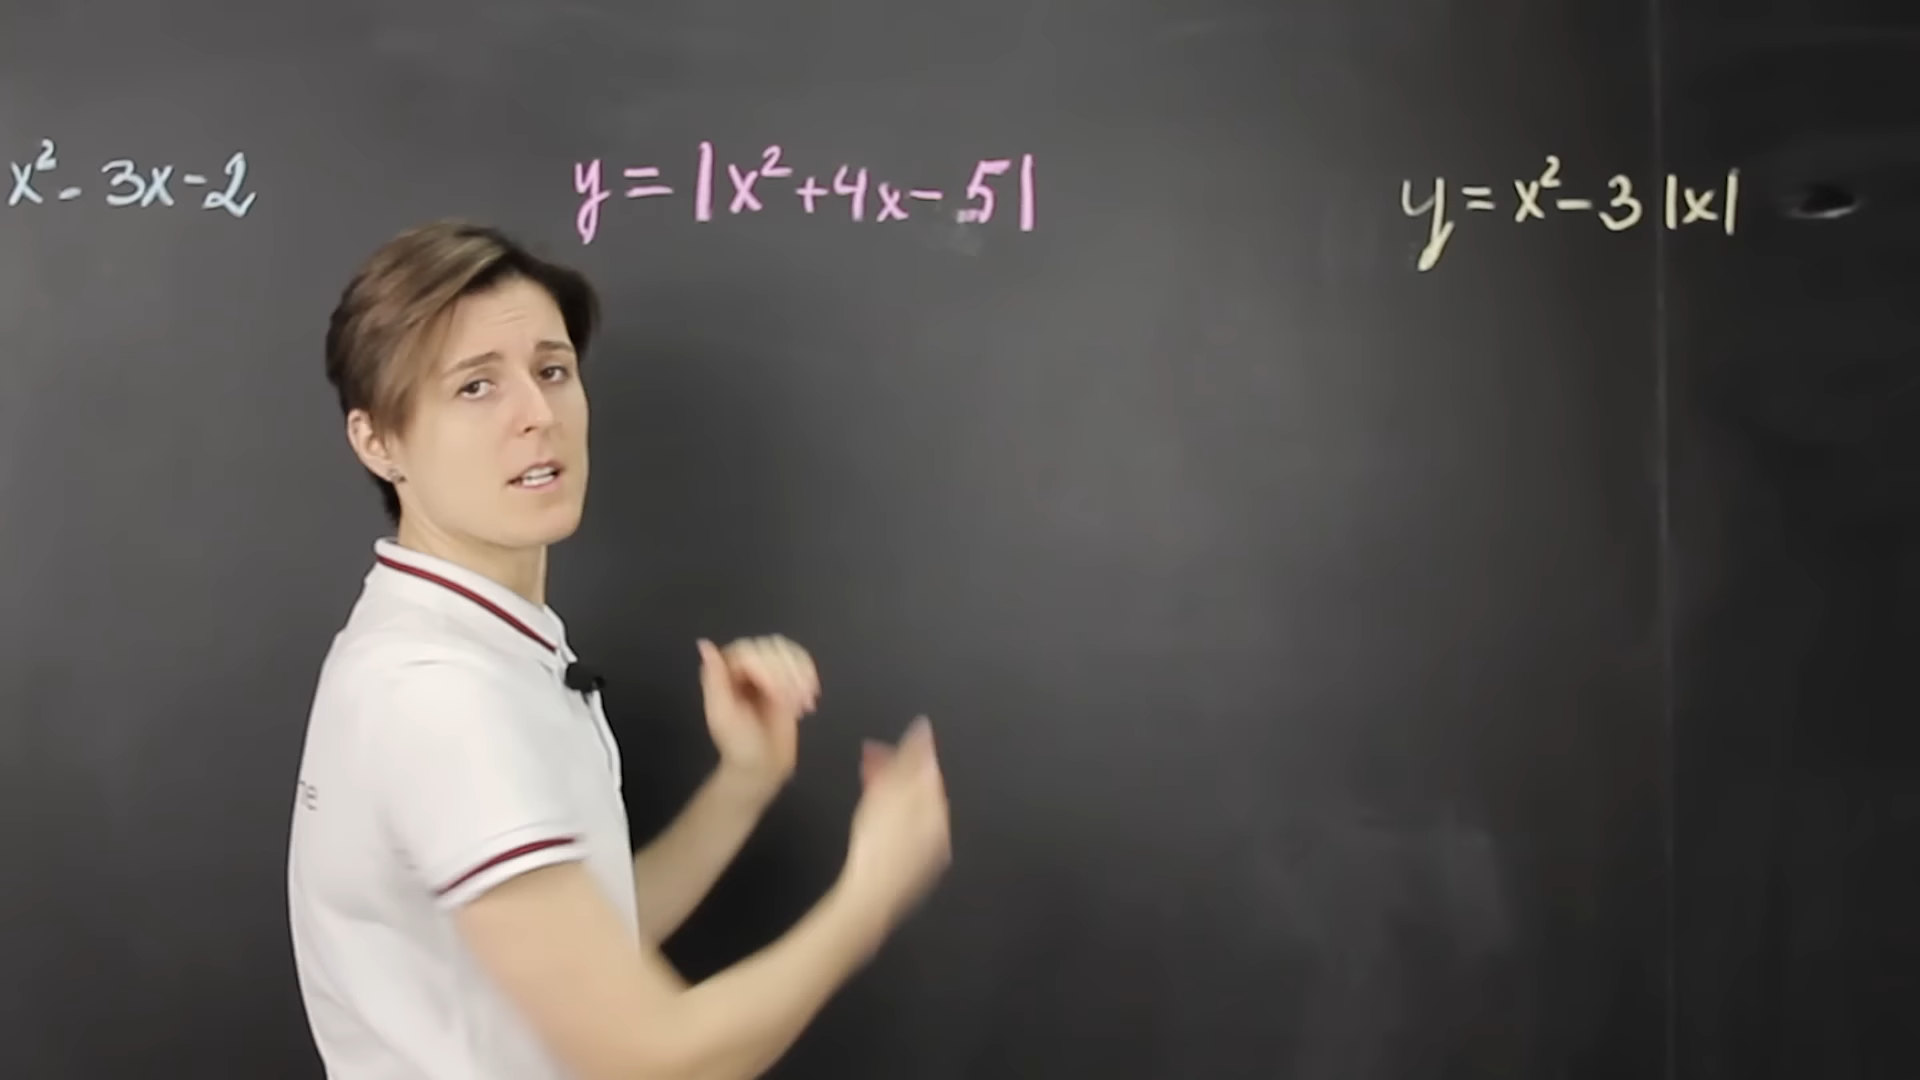 x² - 3x - 2
y = |x² + 4x - 5|
y = x² - 3|x|